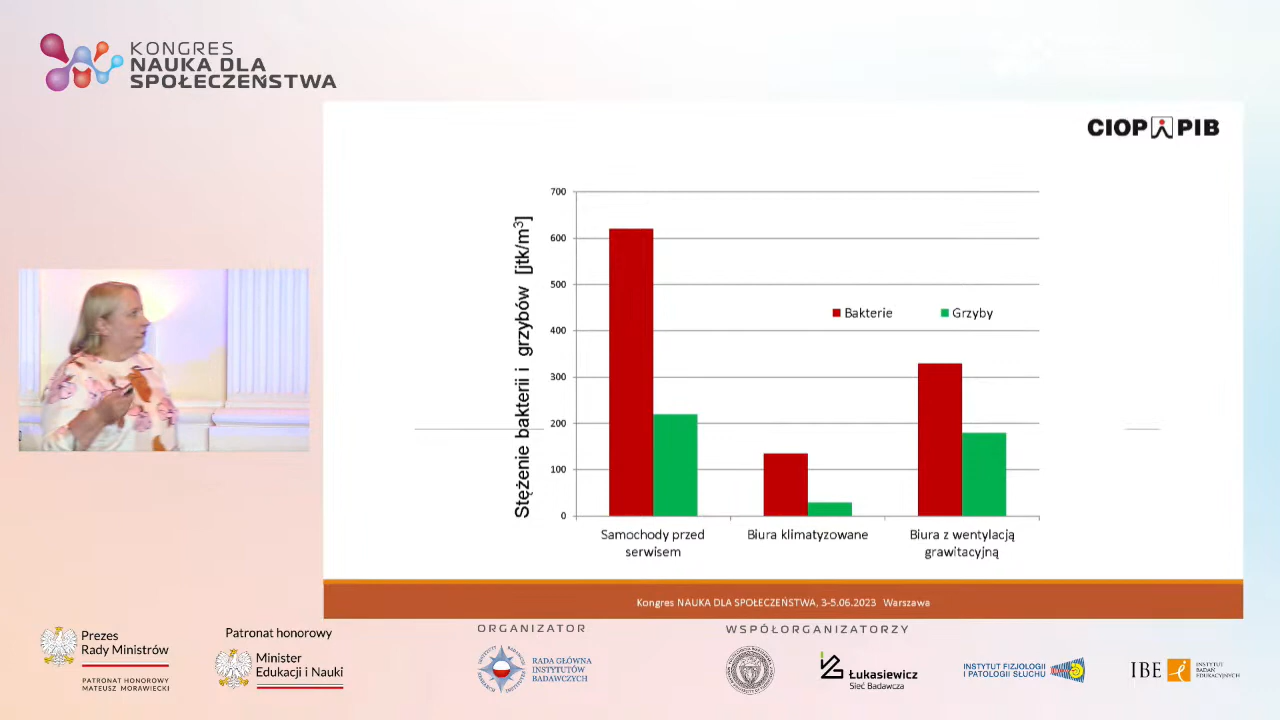 KONGRES
NAUKA DLA
SPOŁECZEŃSTWA
CIOP PIB
Stężenie bakterii i grzybów [jtk/m³]
700
600
500
400
300
200
100
0
Bakterie
Grzyby
Samochody przed
serwisem
Biura klimatyzowane
Biura z wentylacją
grawitacyjną
Kongres NAUKA DLA SPOŁECZEŃSTWA, 3-5.06.2023 Warszawa
Prezes
Rady Ministrów
PATRONAT HONOROWY
MATEUSZ MORAWIECKI
Patronat honorowy
Minister
Edukacji i Nauki
ORGANIZATOR
RADA GŁÓWNA
INSTYTUTÓW
BADAWCZYCH
WSPÓŁORGANIZATORZY
Łukasiewicz
Sieć Badawcza
INSTYTUT FIZJOLOGII
I PATOLOGII SŁUCHU
IBE
INSTYTUT
BADAŃ
EDUKACYJNYCH